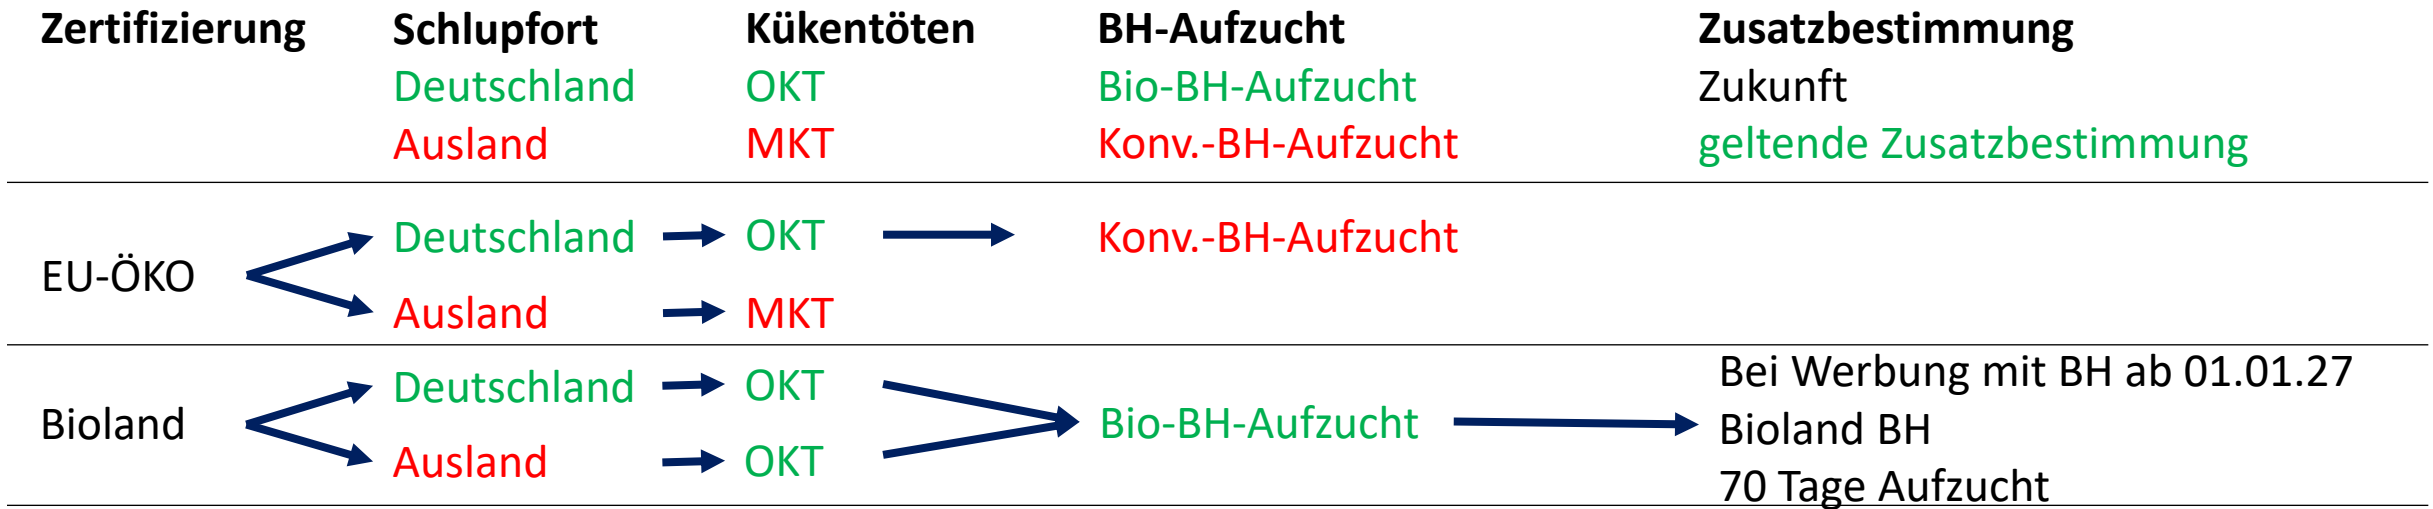 Zertifizierung Schlupfort Kükentöten BH-Aufzucht Zusatzbestimmung
Deutschland OKT Bio-BH-Aufzucht Zukunft
Ausland MKT Konv.-BH-Aufzucht geltende Zusatzbestimmung
EU-ÖKO
Deutschland OKT Konv.-BH-Aufzucht
Ausland MKT
Bioland
Deutschland OKT
Ausland OKT
Bio-BH-Aufzucht
Bei Werbung mit BH ab 01.01.27
Bioland BH
70 Tage Aufzucht